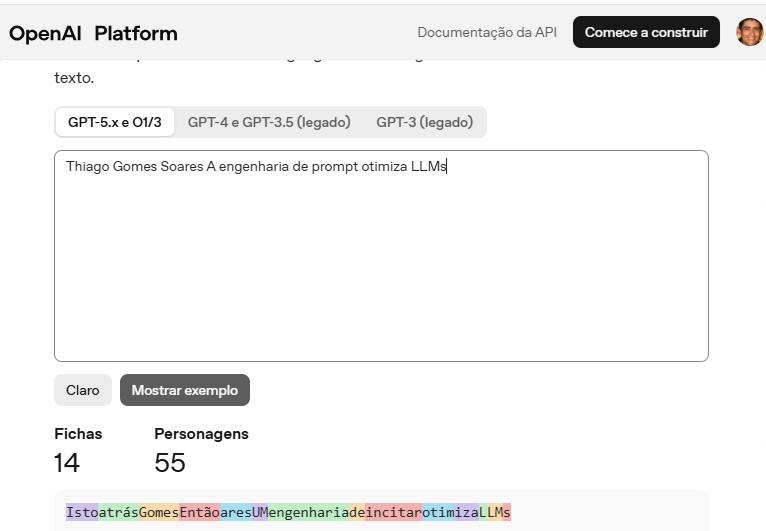 OpenAI Platform
Documentação da API
Comece a construir
texto.
GPT-5.x e O1/3
GPT-4 e GPT-3.5 (legado)
GPT-3 (legado)
Thiago Gomes Soares A engenharia de prompt otimiza LLMs
Claro
Mostrar exemplo
Fichas
Personagens
14
55
IstoatrásGomesEntãoaresUMengenhariadeincitarotimizaLLMs